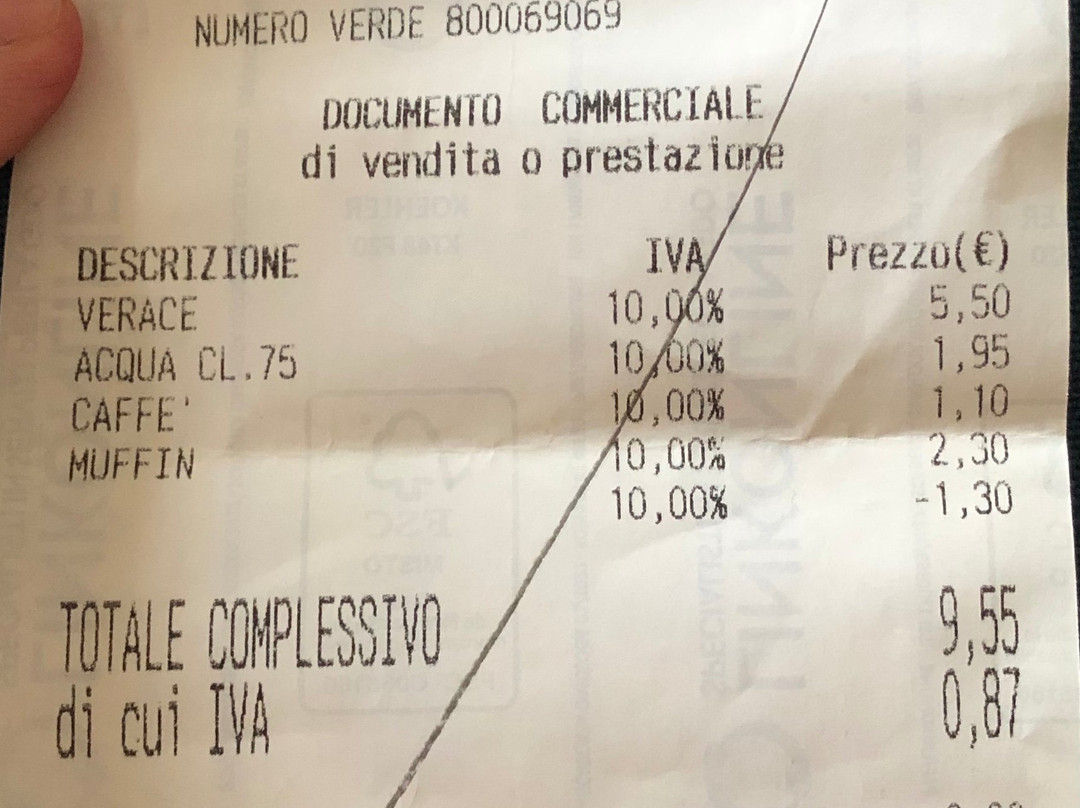 NUMERO VERDE 800069069
DOCUMENTO COMMERCIALE
di vendita o prestazione
DESCRIZIONE IVA Prezzo(€)
VERACE 10,00% 5,50
ACQUA CL.75 10,00% 1,95
CAFFE' 10,00% 1,10
MUFFIN 10,00% 2,30
10,00% -1,30
TOTALE COMPLESSIVO 9,55
di cui IVA 0,87